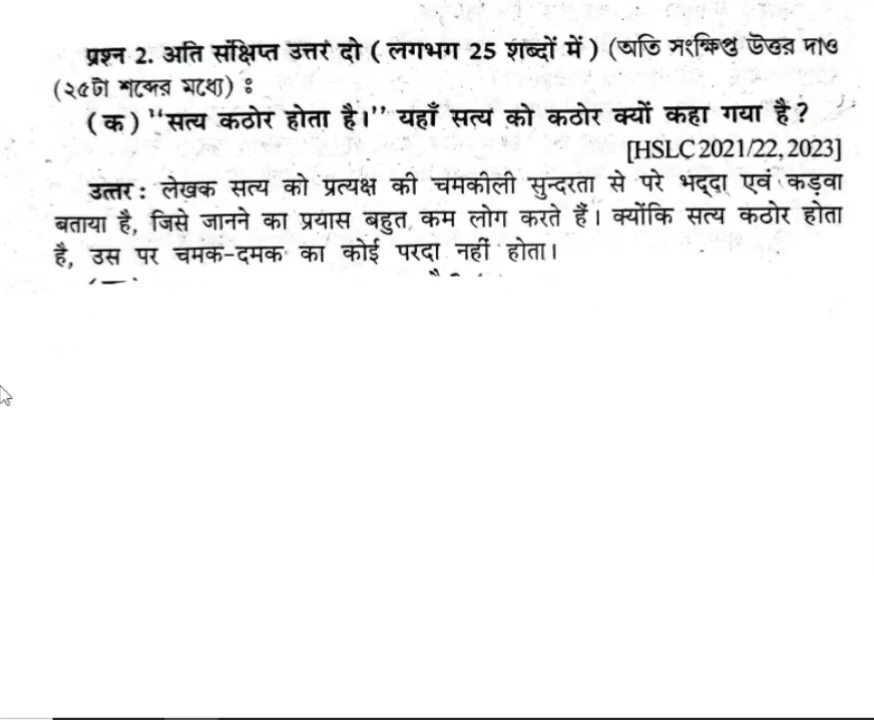 प्रश्न 2. अति संक्षिप्त उत्तर दो ( लगभग 25 शब्दों में ) (অতি সংক্ষিপ্ত উত্তৰ দাও
(২৫টা শব্দৰ মধ্যে) ঃ
(क) "सत्य कठोर होता है।" यहाँ सत्य को कठोर क्यों कहा गया है?
[HSLC 2021/22, 2023]
उत्तर : लेखक सत्य को प्रत्यक्ष की चमकीली सुन्दरता से परे भद्दा एवं कड़वा
बताया है, जिसे जानने का प्रयास बहुत कम लोग करते हैं। क्योंकि सत्य कठोर होता
है, उस पर चमक-दमक का कोई परदा नहीं होता।